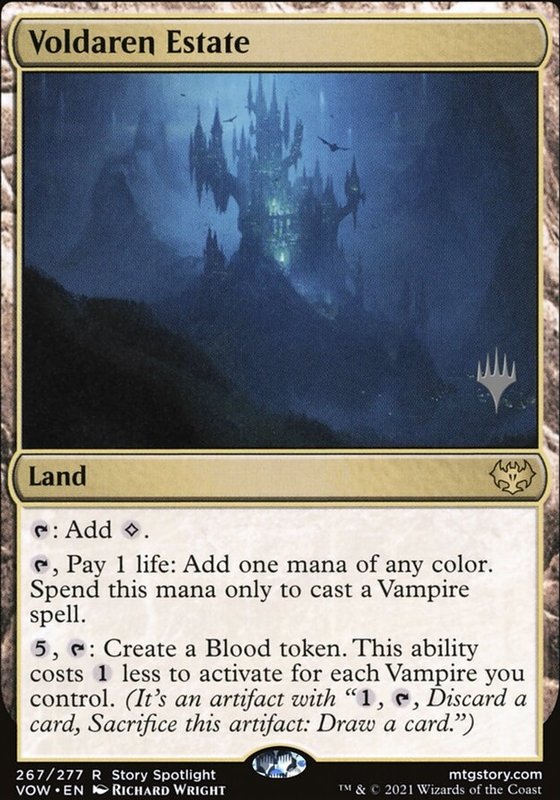 Voldaren Estate
Land
: Add .
, Pay 1 life: Add one mana of any color.
Spend this mana only to cast a Vampire
spell.
5, : Create a Blood token. This ability
costs 1 less to activate for each Vampire you
control. (It's an artifact with “1, , Discard a
card, Sacrifice this artifact: Draw a card.”)
267/277 R Story Spotlight
VOW • EN Richard Wright
mtgstory.com
™ & © 2021 Wizards of the Coast